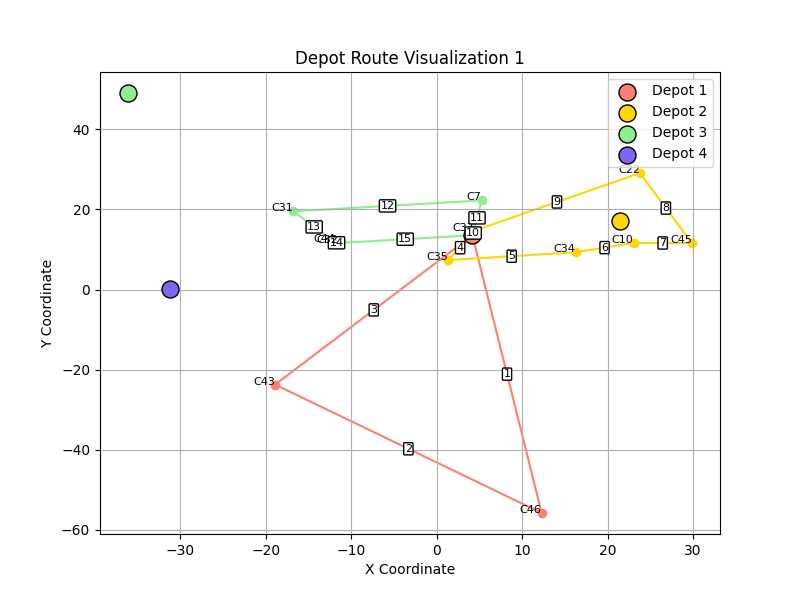 Depot Route Visualization 1
Depot 1
Depot 2
Depot 3
Depot 4
Y Coordinate
40
20
0
−20
−40
−60
−30
−20
−10
0
10
20
30
X Coordinate
C22
9
8
C7
C31
12
11
13
10
14
15
4
C35
5
C34
6
C10
7
C45
3
C43
1
2
C46